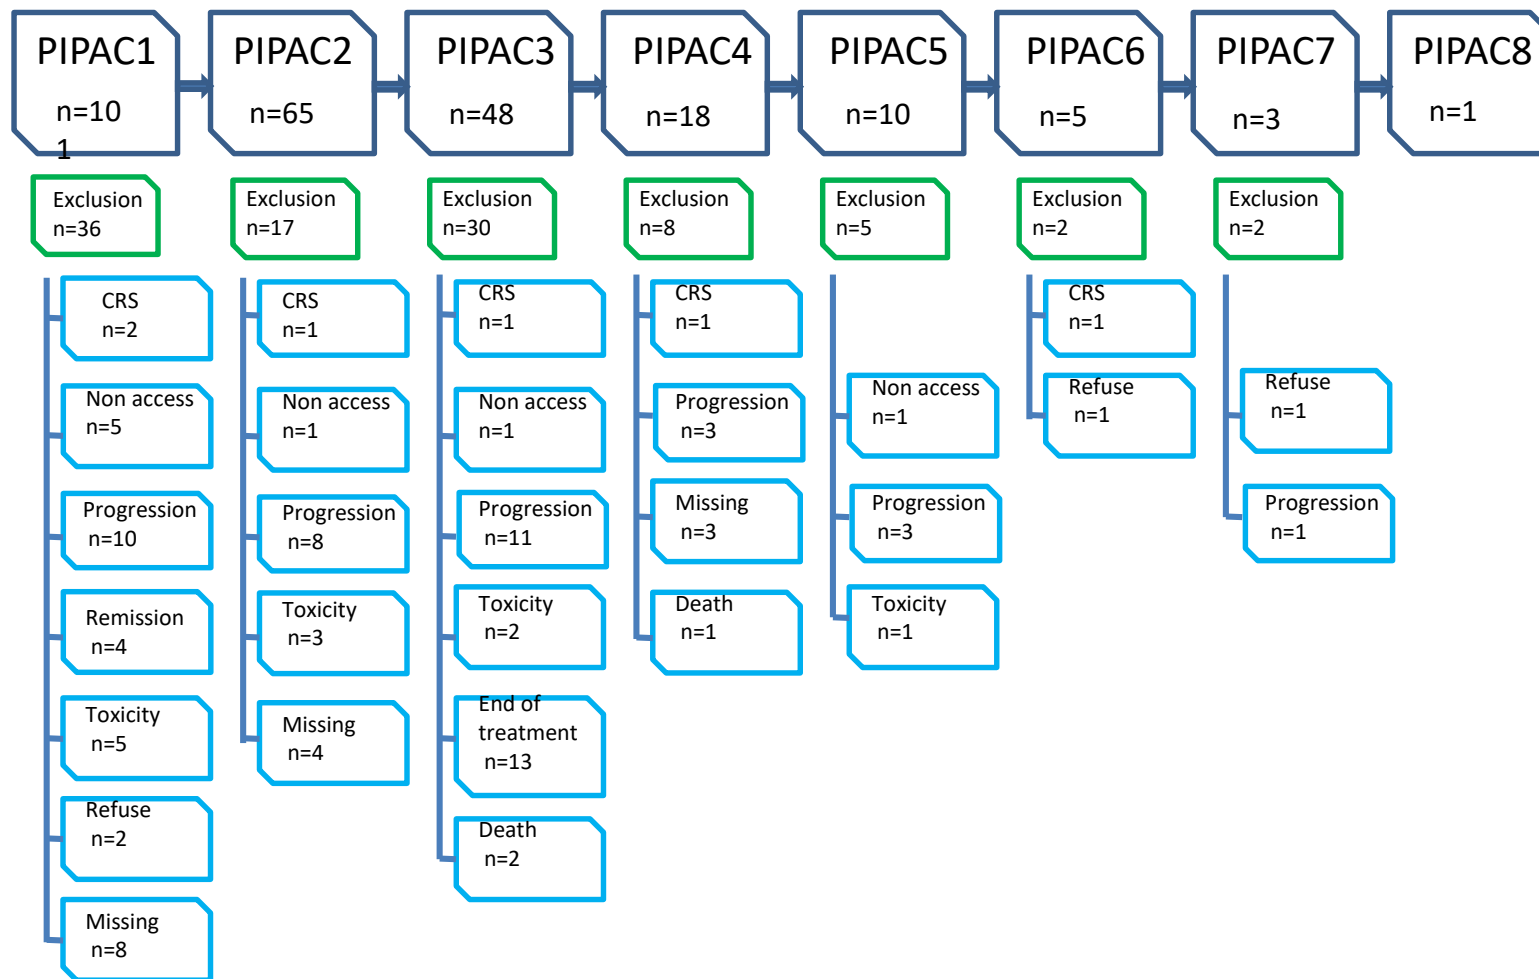 PIPAC1
n=10
1
PIPAC2
n=65
PIPAC3
n=48
PIPAC4
n=18
PIPAC5
n=10
PIPAC6
n=5
PIPAC7
n=3
PIPAC8
n=1
Exclusion
n=36
CRS
n=2
Non access
n=5
Progression
n=10
Remission
n=4
Toxicity
n=5
Refuse
n=2
Missing
n=8
Exclusion
n=17
CRS
n=1
Non access
n=1
Progression
n=8
Toxicity
n=3
Missing
n=4
Exclusion
n=30
CRS
n=1
Non access
n=1
Progression
n=11
Toxicity
n=2
End of
treatment
n=13
Death
n=2
Exclusion
n=8
CRS
n=1
Progression
n=3
Missing
n=3
Death
n=1
Exclusion
n=5
Non access
n=1
Progression
n=3
Toxicity
n=1
Exclusion
n=2
CRS
n=1
Refuse
n=1
Exclusion
n=2
Refuse
n=1
Progression
n=1